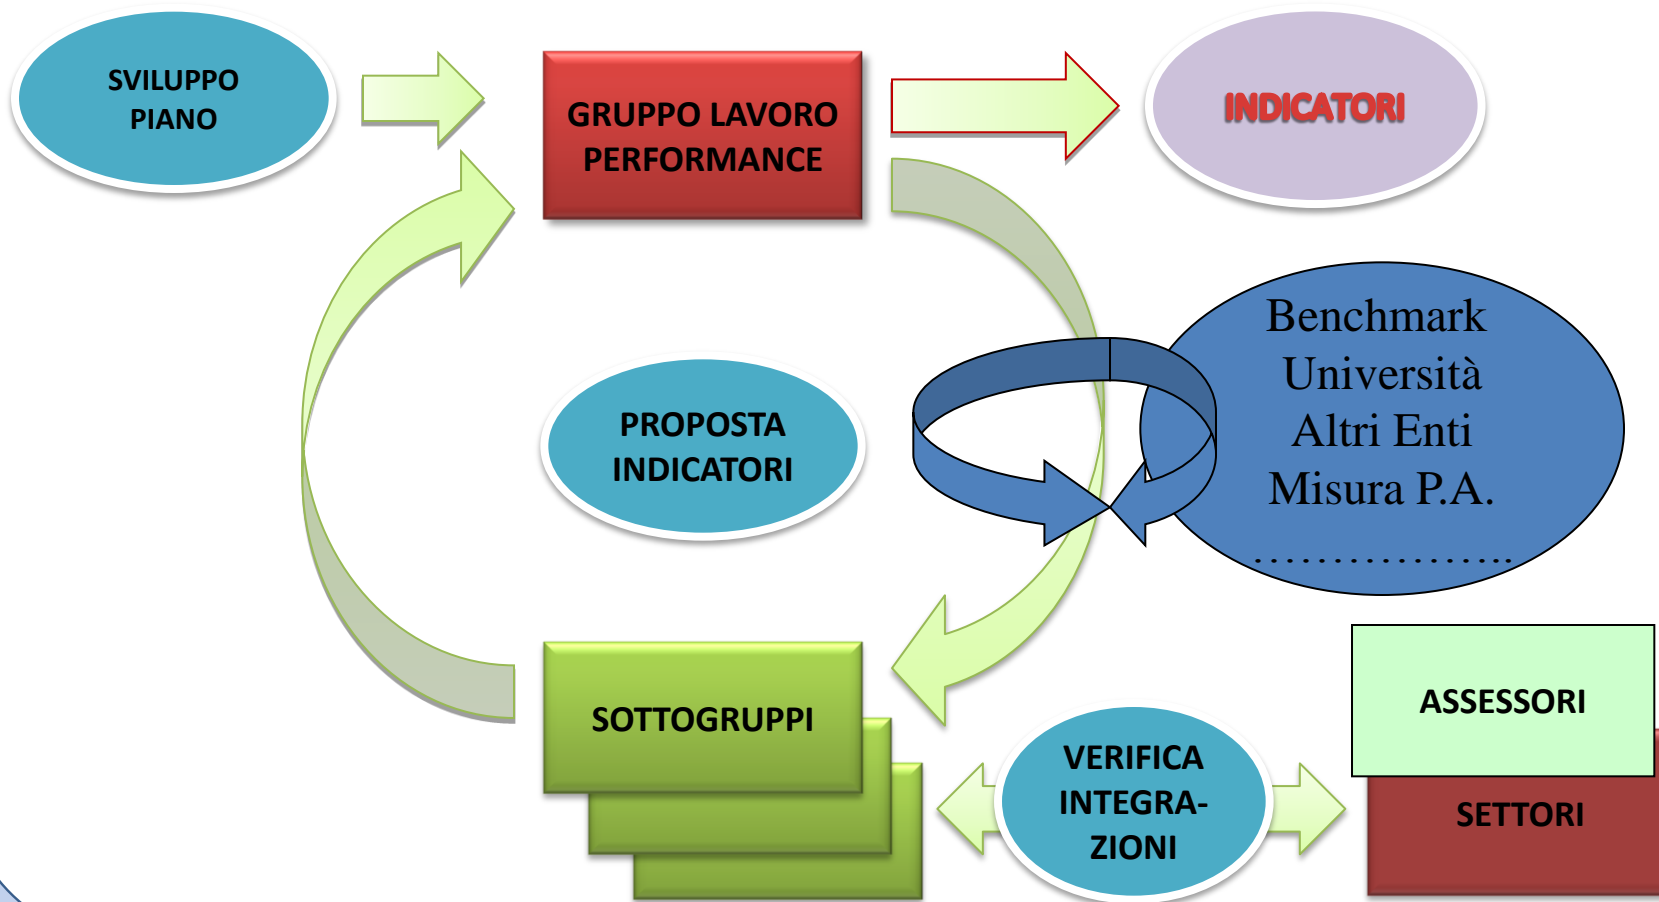 SVILUPPO
PIANO
GRUPPO LAVORO
PERFORMANCE
INDICATORI
Benchmark
Università
Altri Enti
Misura P.A.
.................
PROPOSTA
INDICATORI
SOTTOGRUPPI
VERIFICA
INTEGRA-
ZIONI
ASSESSORI
SETTORI